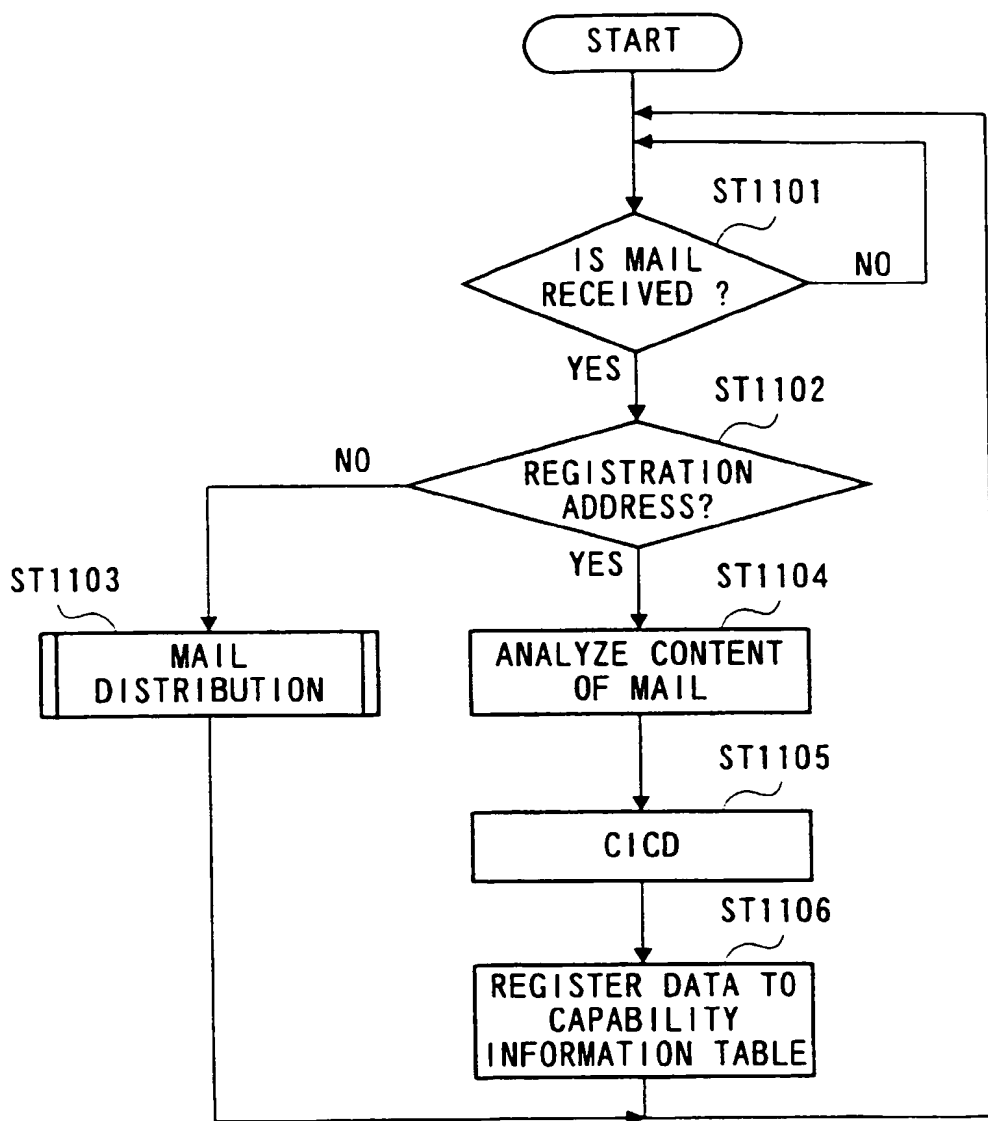 START
ST1101
IS MAIL
RECEIVED ?
NO
YES
ST1102
NO
REGISTRATION
ADDRESS?
YES
ST1103
ST1104
MAIL
DISTRIBUTION
ANALYZE CONTENT
OF MAIL
ST1105
CICD
ST1106
REGISTER DATA TO
CAPABILITY
INFORMATION TABLE